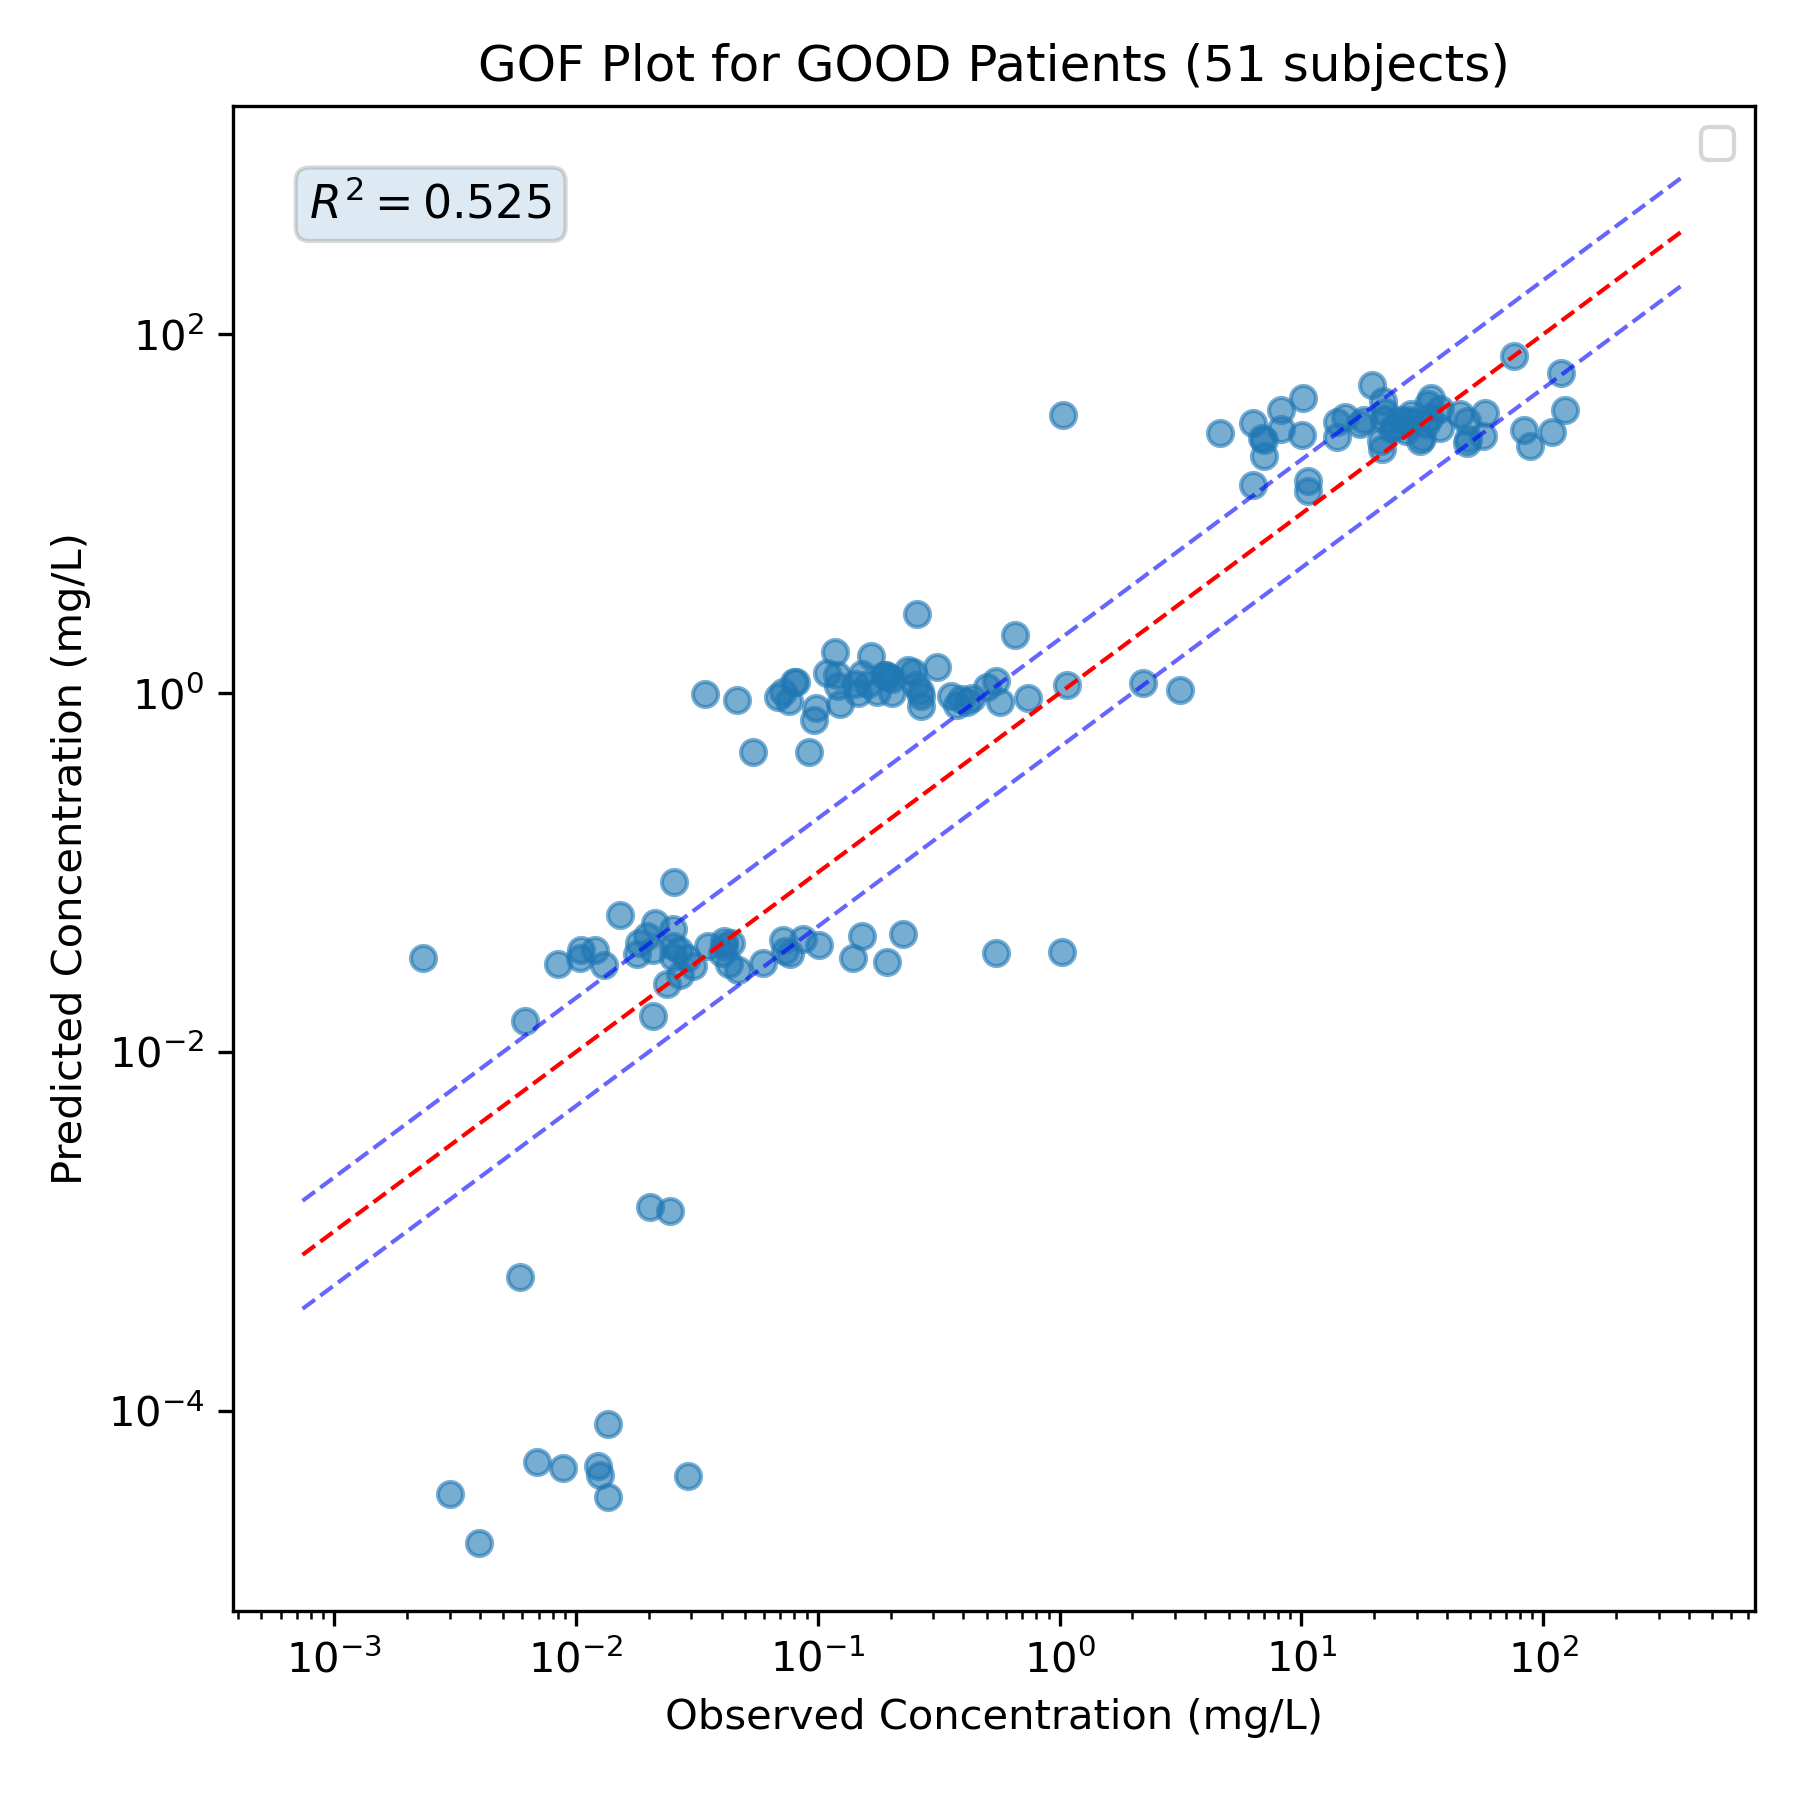 GOF Plot for GOOD Patients (51 subjects)
R² = 0.525
Predicted Concentration (mg/L)
10²
10⁰
10⁻²
10⁻⁴
10⁻³ 10⁻² 10⁻¹ 10⁰ 10¹ 10²
Observed Concentration (mg/L)